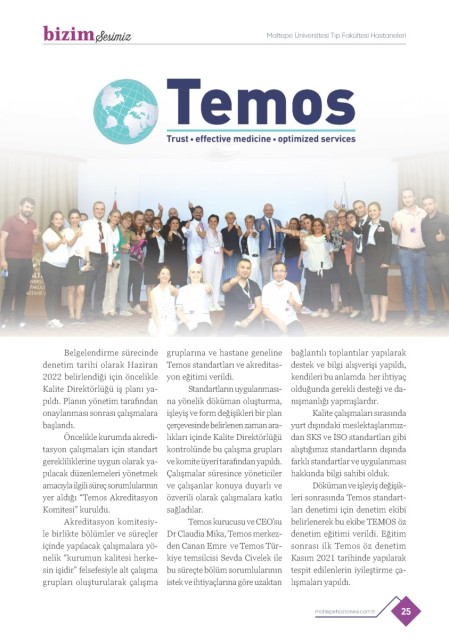 bizim Sesimiz
Maltepe Üniversitesi Tıp Fakültesi Hastaneleri
Temos
Trust • effective medicine • optimized services
Belgelendirme sürecinde
denetim tarihi olarak Haziran
2022 belirlendiği için öncelikle
Kalite Direktörlüğü iş planı ya-
pıldı. Planın yönetim tarafından
onaylanması sonrası çalışmalara
başlandı.
Öncelikle kurumda akredi-
tasyon çalışmaları için standart
gerekliliklerine uygun olarak ya-
pılacak düzenlemeleri yönetmek
amacıyla ilgili süreç sorumlularının
yer aldığı “Temos Akreditasyon
Komitesi” kuruldu.
Akreditasyon komitesiy-
le birlikte bölümler ve süreçler
içinde yapılacak çalışmalara yö-
nelik “kurumun kalitesi herke-
sin işidir” felsefesiyle alt çalışma
grupları oluşturularak çalışma
gruplarına ve hastane geneline
Temos standartları ve akreditas-
yon eğitimi verildi.
Standartların uygulanması-
na yönelik döküman oluşturma,
işleyiş ve form değişikleri bir plan
çerçevesinde belirlenen zaman ara-
lıkları içinde Kalite Direktörlüğü
kontrolünde bu çalışma grupları
ve komite üyeri tarafından yapıldı.
Çalışmalar süresince yöneticiler
ve çalışanlar konuya duyarlı ve
özverili olarak çalışmalara katkı
sağladılar.
Temos kurucusu ve CEO’su
Dr Claudia Mika, Temos merkez-
den Canan Emre ve Temos Tür-
kiye temsilcisi Sevda Civelek ile
bu süreçte bölüm sorumlularının
istek ve ihtiyaçlarına göre uzaktan
bağlantılı toplantılar yapılarak
destek ve bilgi alışverişi yapıldı,
kendileri bu anlamda her ihtiyaç
olduğunda gerekli desteği ve da-
nışmanlığı yapmışlardır.
Kalite çalışmaları sırasında
yurt dışındaki meslektaşlarımız-
dan SKS ve ISO standartları gibi
alıştığımız standartların dışında
farklı standartlar ve uygulanması
hakkında bilgi sahibi olduk.
Döküman ve işleyiş değişik-
leri sonrasında Temos standart-
ları denetimi için denetim ekibi
belirlenerek bu ekibe TEMOS öz
denetim eğitimi verildi. Eğitim
sonrası ilk Temos öz denetim
Kasım 2021 tarihinde yapılarak
tespit edilenlerin iyileştirme ça-
lışmaları yapıldı.
maltepehastanesi.com.tr
25